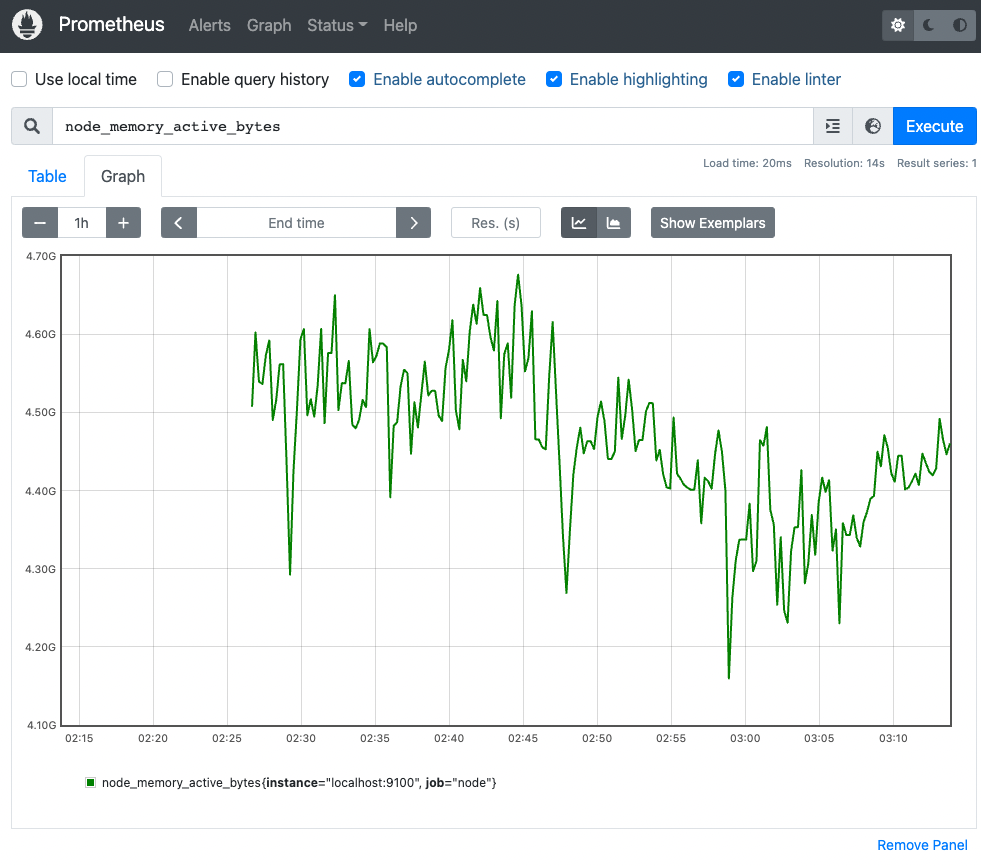 Prometheus Alerts Graph Status Help
Use local time Enable query history Enable autocomplete Enable highlighting Enable linter
node_memory_active_bytes Execute
Load time: 20ms Resolution: 14s Result series: 1
Table Graph
1h End time Res. (s) Show Exemplars
4.70G
4.60G
4.50G
4.40G
4.30G
4.20G
4.10G
02:15 02:20 02:25 02:30 02:35 02:40 02:45 02:50 02:55 03:00 03:05 03:10
node_memory_active_bytes{instance="localhost:9100", job="node"}
Remove Panel